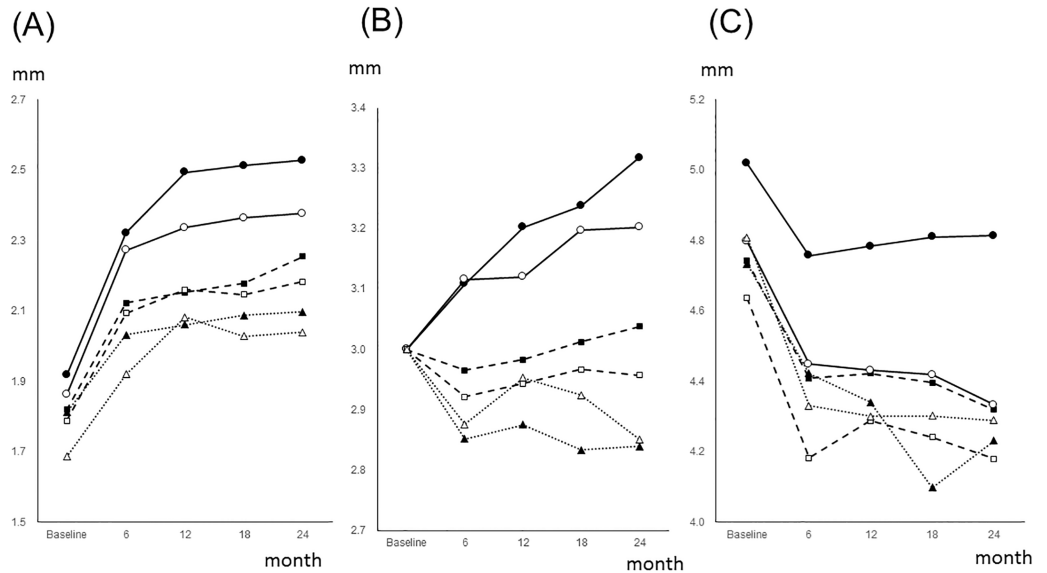 (A)
mm
2.7
2.5
2.3
2.1
1.9
1.7
1.5
Baseline 6 12 18 24
month
(B)
mm
3.4
3.3
3.2
3.1
3.0
2.9
2.8
2.7
Baseline 6 12 18 24
month
(C)
mm
5.2
5.0
4.8
4.6
4.4
4.2
4.0
Baseline 6 12 18 24
month